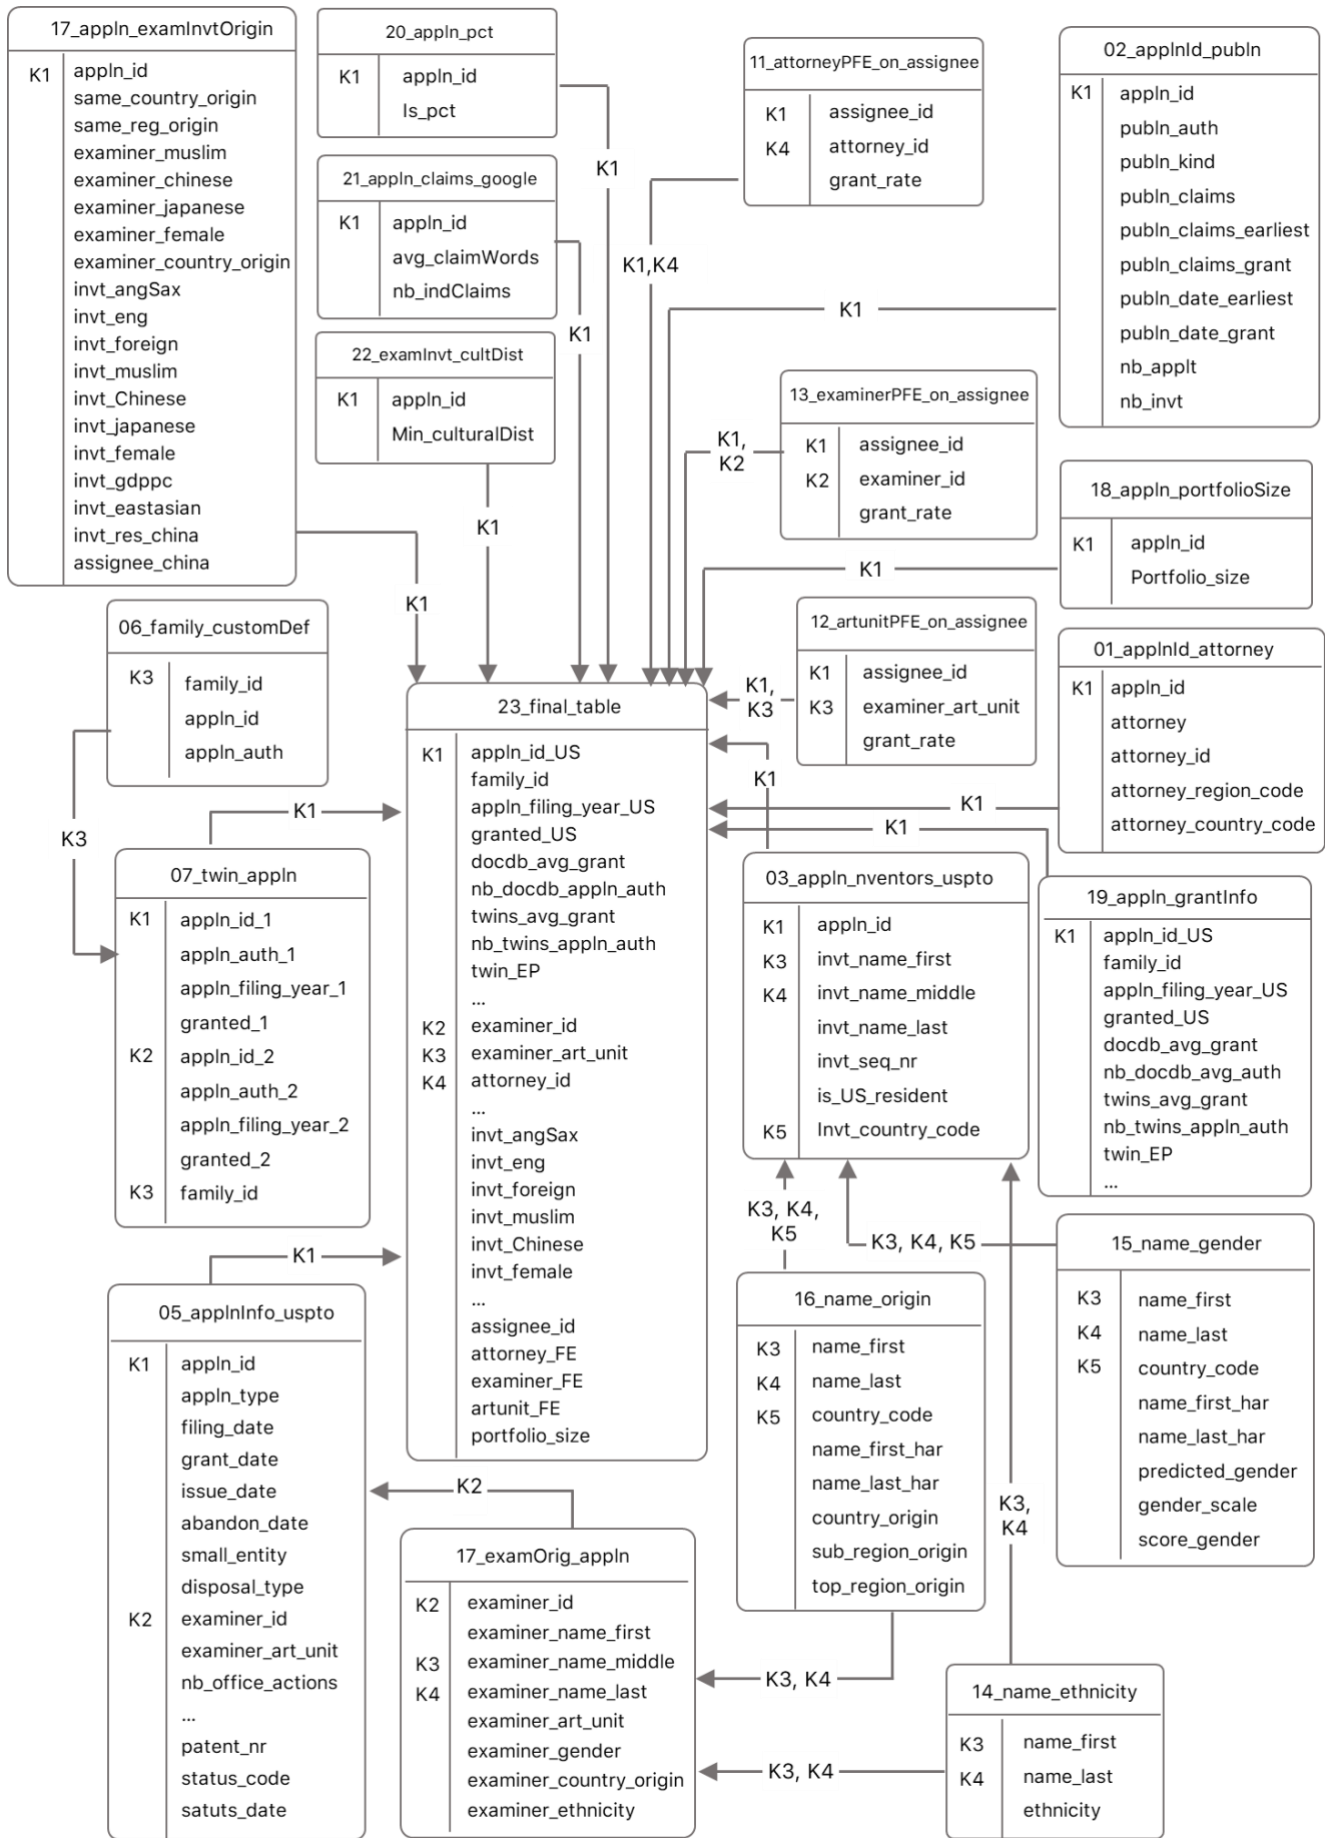 17_appln_examInvtOrigin
K1
appln_id
same_country_origin
same_reg_origin
examiner_muslim
examiner_chinese
examiner_japanese
examiner_female
examiner_country_origin
invt_angSax
invt_eng
invt_foreign
invt_muslim
invt_Chinese
invt_japanese
invt_female
invt_gdppc
invt_eastasian
invt_res_china
assignee_china
K1
20_appln_pct
K1
appln_id
Is_pct
K1
21_appln_claims_google
K1
appln_id
avg_claimWords
nb_indClaims
K1
22_examInvt_cultDist
K1
appln_id
Min_culturalDist
K1
11_attorneyPFE_on_assignee
K1
assignee_id
K4
attorney_id
grant_rate
K1,K4
02_applnId_publn
K1
appln_id
publn_auth
publn_kind
publn_claims
publn_claims_earliest
publn_claims_grant
publn_date_earliest
publn_date_grant
nb_applt
nb_invt
K1
13_examinerPFE_on_assignee
K1
assignee_id
K2
examiner_id
grant_rate
K1,
K2
18_appln_portfolioSize
K1
appln_id
Portfolio_size
K1
12_artunitPFE_on_assignee
K1
assignee_id
K3
examiner_art_unit
grant_rate
K1,
K3
01_applnId_attorney
K1
appln_id
attorney
attorney_id
attorney_region_code
attorney_country_code
K1
06_family_customDef
K3
family_id
appln_id
appln_auth
K3
07_twin_appln
K1
appln_id_1
appln_auth_1
appln_filing_year_1
granted_1
K2
appln_id_2
appln_auth_2
appln_filing_year_2
granted_2
K3
family_id
K1
23_final_table
K1
appln_id_US
family_id
appln_filing_year_US
granted_US
docdb_avg_grant
nb_docdb_appln_auth
twins_avg_grant
nb_twins_appln_auth
twin_EP
...
K2
examiner_id
K3
examiner_art_unit
K4
attorney_id
...
invt_angSax
invt_eng
invt_foreign
invt_muslim
invt_Chinese
invt_female
...
assignee_id
attorney_FE
examiner_FE
artunit_FE
portfolio_size
K1
03_appln_nventors_uspto
K1
appln_id
K3
invt_name_first
K4
invt_name_middle
invt_name_last
invt_seq_nr
is_US_resident
K5
Invt_country_code
K1
19_appln_grantInfo
K1
appln_id_US
family_id
appln_filing_year_US
granted_US
docdb_avg_grant
nb_docdb_avg_auth
twins_avg_grant
nb_twins_appln_auth
twin_EP
...
K3, K4,
K5
K3, K4, K5
15_name_gender
K3
name_first
K4
name_last
K5
country_code
name_first_har
name_last_har
predicted_gender
gender_scale
score_gender
16_name_origin
K3
name_first
K4
name_last
K5
country_code
name_first_har
name_last_har
country_origin
sub_region_origin
top_region_origin
K3,
K4
K1
05_applnInfo_uspto
K1
appln_id
appln_type
filing_date
grant_date
issue_date
abandon_date
small_entity
disposal_type
K2
examiner_id
examiner_art_unit
nb_office_actions
...
patent_nr
status_code
satuts_date
K2
17_examOrig_appln
K2
examiner_id
examiner_name_first
K3
examiner_name_middle
K4
examiner_name_last
examiner_art_unit
examiner_gender
examiner_country_origin
examiner_ethnicity
K3, K4
K3, K4
14_name_ethnicity
K3
name_first
K4
name_last
ethnicity